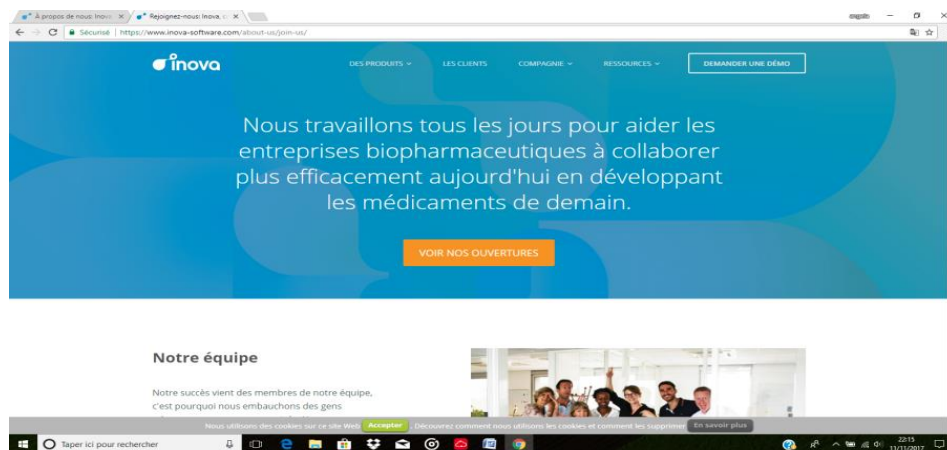 À propos de nous: Inova
Rejoignez-nous: Inova, c
Sécurisé | https://www.inova-software.com/about-us/join-us/
inova
DES PRODUITS
LES CLIENTS
COMPAGNIE
RESSOURCES
DEMANDER UNE DÉMO
Nous travaillons tous les jours pour aider les
entreprises biopharmaceutiques à collaborer
plus efficacement aujourd'hui en développant
les médicaments de demain.
VOIR NOS OUVERTURES
Notre équipe
Notre succès vient des membres de notre équipe,
c'est pourquoi nous embauchons des gens
Nous utilisons des cookies sur ce site Web Accepter Découvrez comment nous utilisons les cookies et comment les supprimer En savoir plus
Taper ici pour rechercher
22:15
11/11/2017